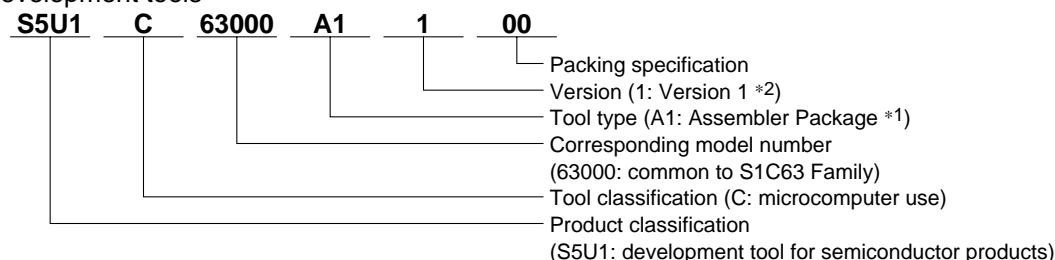 evelopment tools
S5U1 C 63000 A1 1 00
Packing specification
Version (1: Version 1 *2)
Tool type (A1: Assembler Package *1)
Corresponding model number
(63000: common to S1C63 Family)
Tool classification (C: microcomputer use)
Product classification
(S5U1: development tool for semiconductor products)